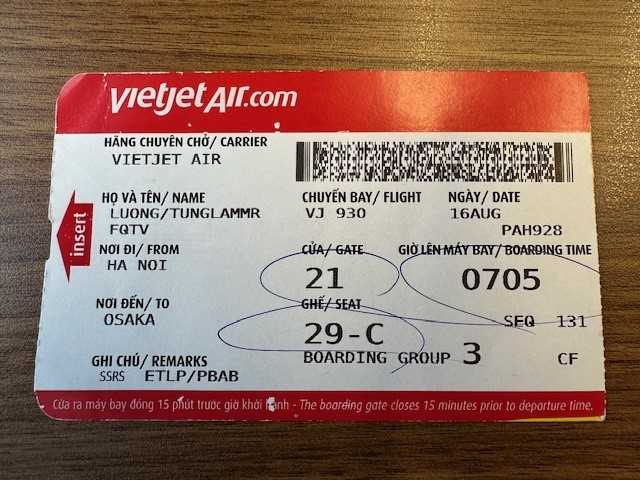 vietjetAir.com
HÃNG CHUYÊN CHỞ/ CARRIER
VIETJET AIR
HỌ VÀ TÊN/ NAME
LUONG/TUNGLAMMR
FQTV
CHUYẾN BAY/ FLIGHT
VJ 930
NGÀY/ DATE
16AUG
PAH928
insert
NƠI ĐI/ FROM
HA NOI
CỬA/ GATE
21
GIỜ LÊN MÁY BAY/ BOARDING TIME
0705
NƠI ĐẾN/ TO
OSAKA
GHẾ/ SEAT
29-C
SEQ 131
GHI CHÚ/ REMARKS
SSRS ETLP/PBAB
BOARDING GROUP 3
CF
Cửa ra máy bay đóng 15 phút trước giờ khởi hành - The boarding gate closes 15 minutes prior to departure time.